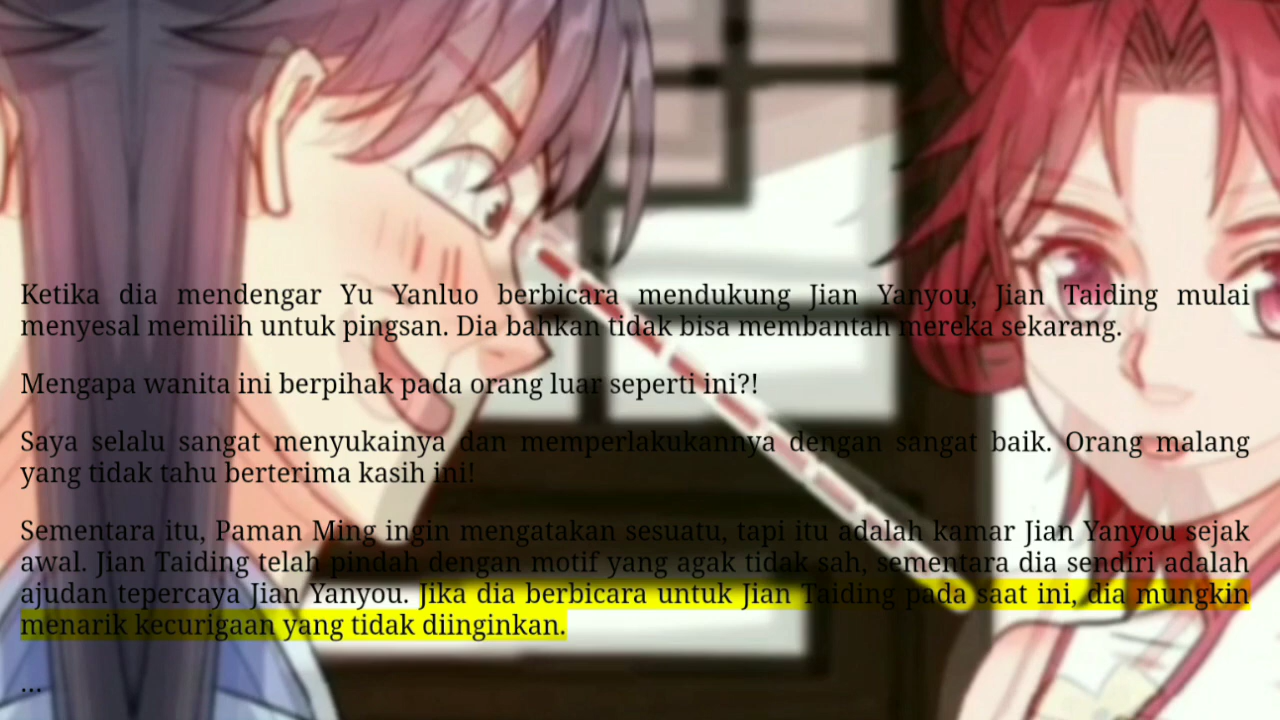 Ketika dia mendengar Yu Yanluo berbicara mendukung Jian Yanyou, Jian Taiding mulai
menyesal memilih untuk pingsan. Dia bahkan tidak bisa membantah mereka sekarang.
Mengapa wanita ini berpihak pada orang luar seperti ini?!
Saya selalu sangat menyukainya dan memperlakukannya dengan sangat baik. Orang malang
yang tidak tahu berterima kasih ini!
Sementara itu, Paman Ming ingin mengatakan sesuatu, tapi itu adalah kamar Jian Yanyou sejak
awal. Jian Taiding telah pindah dengan motif yang agak tidak sah, sementara dia sendiri adalah
ajudan tepercaya Jian Yanyou. Jika dia berbicara untuk Jian Taiding pada saat ini, dia mungkin
menarik kecurigaan yang tidak diinginkan.
...